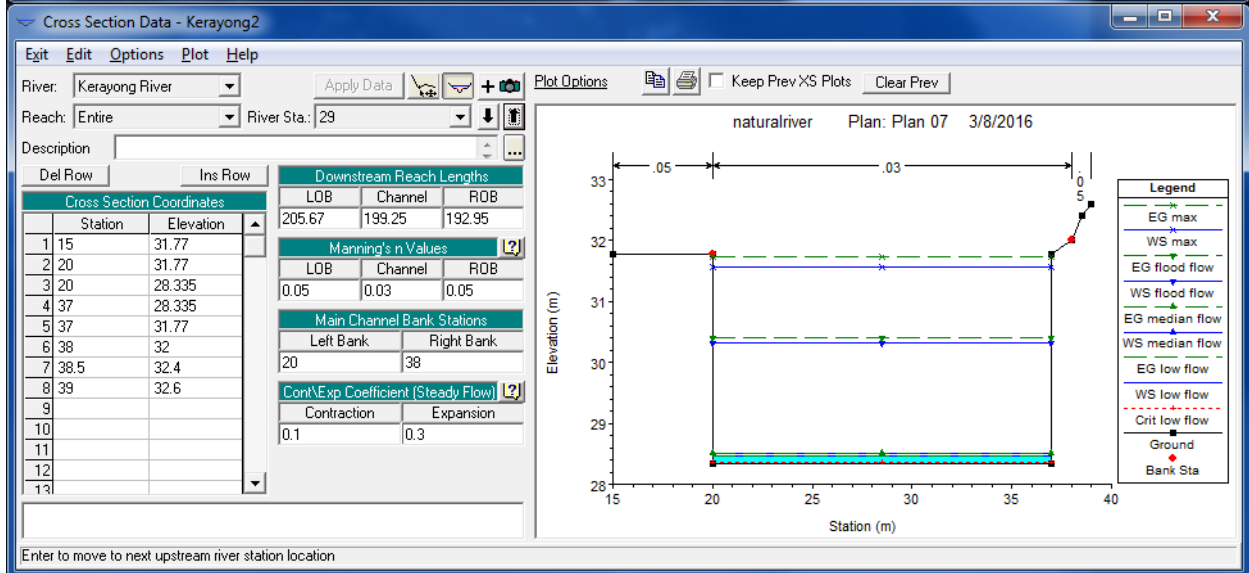 Cross Section Data - Kerayong2
Exit Edit Options Plot Help
River: Kerayong River Apply Data + Plot Options Keep Prev XS Plots Clear Prev
Reach: Entire River Sta.: 29
Description ...
Del Row Ins Row
Cross Section Coordinates
Station Elevation
1 15 31.77
2 20 31.77
3 20 28.335
4 37 28.335
5 37 31.77
6 38 32
7 38.5 32.4
8 39 32.6
9
10
11
12
13
Downstream Reach Lengths
LOB Channel ROB
205.67 199.25 192.95
Manning's n Values
LOB Channel ROB
0.05 0.03 0.05
Main Channel Bank Stations
Left Bank Right Bank
20 38
Cont\Exp Coefficient (Steady Flow)
Contraction Expansion
0.1 0.3
naturalriver Plan: Plan 07 3/8/2016
.05 .03 .05
33
32
31
30
29
28
Elevation (m)
15 20 25 30 35 40
Station (m)
Legend
EG max
WS max
EG flood flow
WS flood flow
EG median flow
WS median flow
EG low flow
WS low flow
Crit low flow
Ground
Bank Sta
Enter to move to next upstream river station location